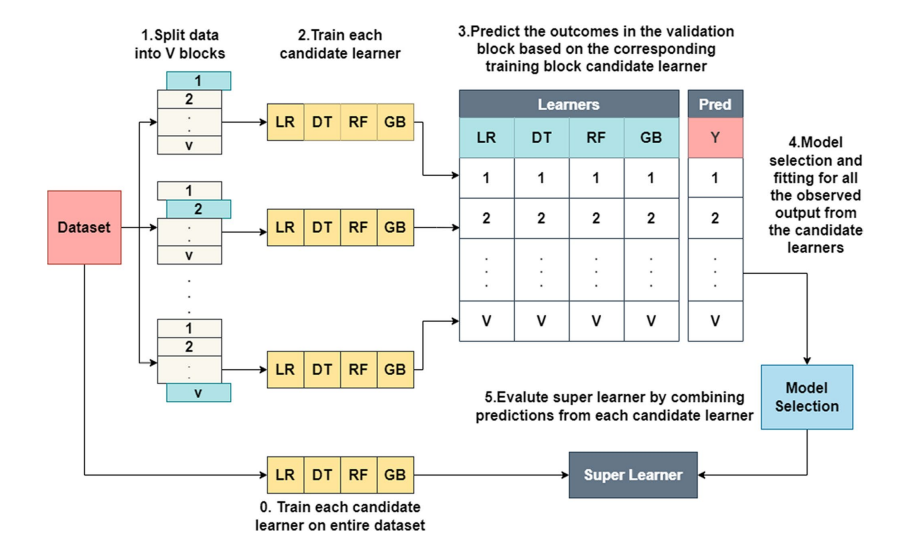 1.Split data
into V blocks
2.Train each
candidate learner
3.Predict the outcomes in the validation
block based on the corresponding
training block candidate learner
1
2
.
.
v
LR DT RF GB
Learners
Pred
LR DT RF GB
Y
1 1 1 1 1
2 2 2 2 2
. . . . .
. . . . .
. . . . .
V V V V V
4.Model
selection and
fitting for all
the observed
output from
the candidate
learners
Dataset
1
2
.
.
v
LR DT RF GB
.
.
.
1
2
. .
v
LR DT RF GB
5.Evalute super learner by combining
predictions from each candidate learner
Model
Selection
LR DT RF GB
Super Learner
0. Train each candidate
learner on entire dataset